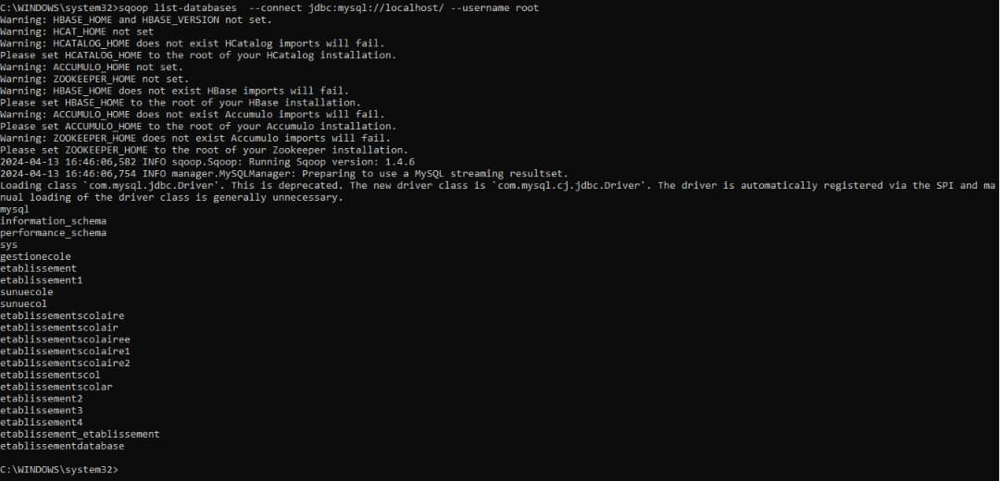 C:\WINDOWS\system32>sqoop list-databases  --connect jdbc:mysql://localhost/ --username root
Warning: HBASE_HOME and HBASE_VERSION not set.
Warning: HCAT_HOME not set
Warning: HCATALOG_HOME does not exist HCatalog imports will fail.
Please set HCATALOG_HOME to the root of your HCatalog installation.
Warning: ACCUMULO_HOME not set.
Warning: ZOOKEEPER_HOME not set.
Warning: HBASE_HOME does not exist HBase imports will fail.
Please set HBASE_HOME to the root of your HBase installation.
Warning: ACCUMULO_HOME does not exist Accumulo imports will fail.
Please set ACCUMULO_HOME to the root of your Accumulo installation.
Warning: ZOOKEEPER_HOME does not exist Accumulo imports will fail.
Please set ZOOKEEPER_HOME to the root of your Zookeeper installation.
2024-04-13 16:46:06,582 INFO sqoop.Sqoop: Running Sqoop version: 1.4.6
2024-04-13 16:46:06,754 INFO manager.MySQLManager: Preparing to use a MySQL streaming resultset.
Loading class `com.mysql.jdbc.Driver'. This is deprecated. The new driver class is `com.mysql.cj.jdbc.Driver'. The driver is automatically registered via the SPI and ma
nual loading of the driver class is generally unnecessary.
mysql
information_schema
performance_schema
sys
gestionecole
etablissement
etablissement1
sunuecole
sunuecol
etablissementscolaire
etablissementscolair
etablissementscolairee
etablissementscolaire1
etablissementscolaire2
etablissementscol
etablissementscolar
etablissement2
etablissement3
etablissement4
etablissement_etablissement
etablissementdatabase
C:\WINDOWS\system32>